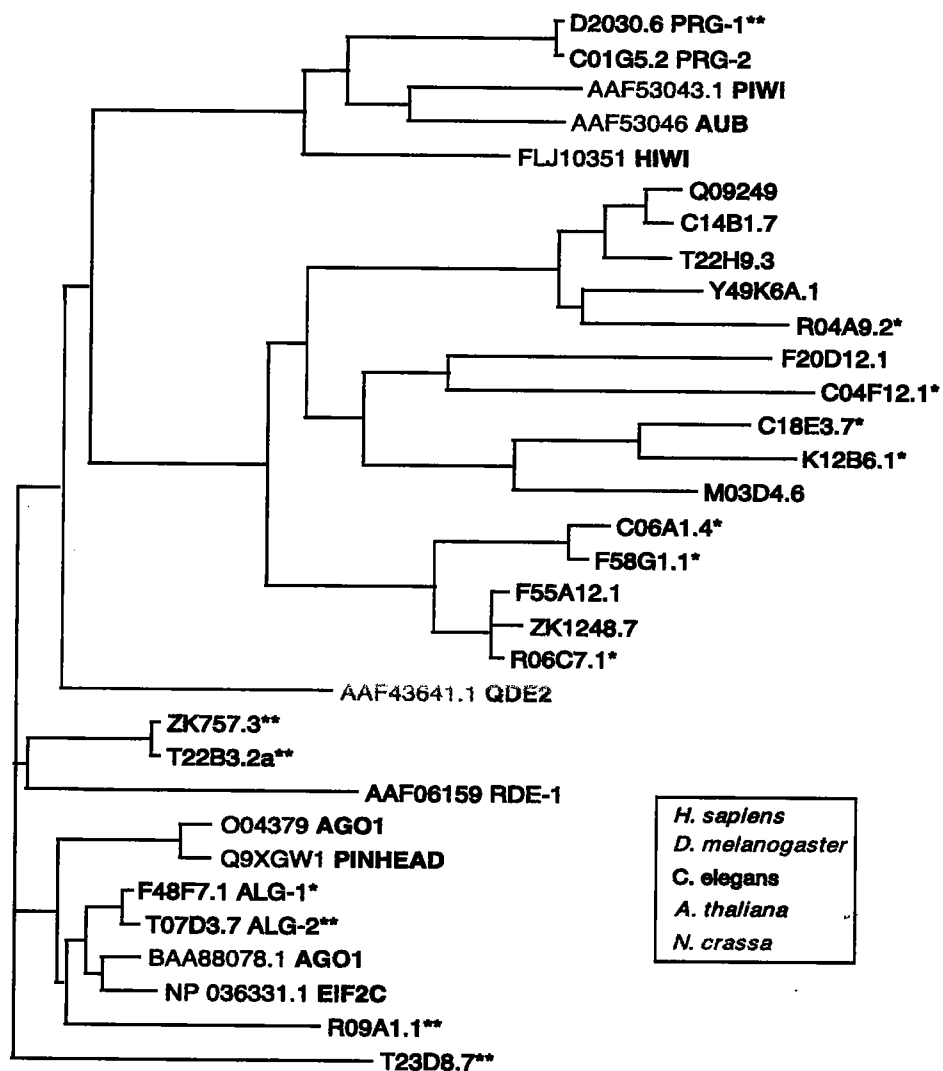 D2030.6 PRG-1**
C01G5.2 PRG-2
AAF53043.1 PIWI
AAF53046 AUB
FLJ10351 HIWI
Q09249
C14B1.7
T22H9.3
Y49K6A.1
R04A9.2*
F20D12.1
C04F12.1*
C18E3.7*
K12B6.1*
M03D4.6
C06A1.4*
F58G1.1*
F55A12.1
ZK1248.7
R06C7.1*
AAF43641.1 QDE2
ZK757.3**
T22B3.2a**
AAF06159 RDE-1
O04379 AGO1
Q9XGW1 PINHEAD
F48F7.1 ALG-1*
T07D3.7 ALG-2**
BAA88078.1 AGO1
NP 036331.1 EIF2C
R09A1.1**
T23D8.7**
H. sapiens
D. melanogaster
C. elegans
A. thaliana
N. crassa